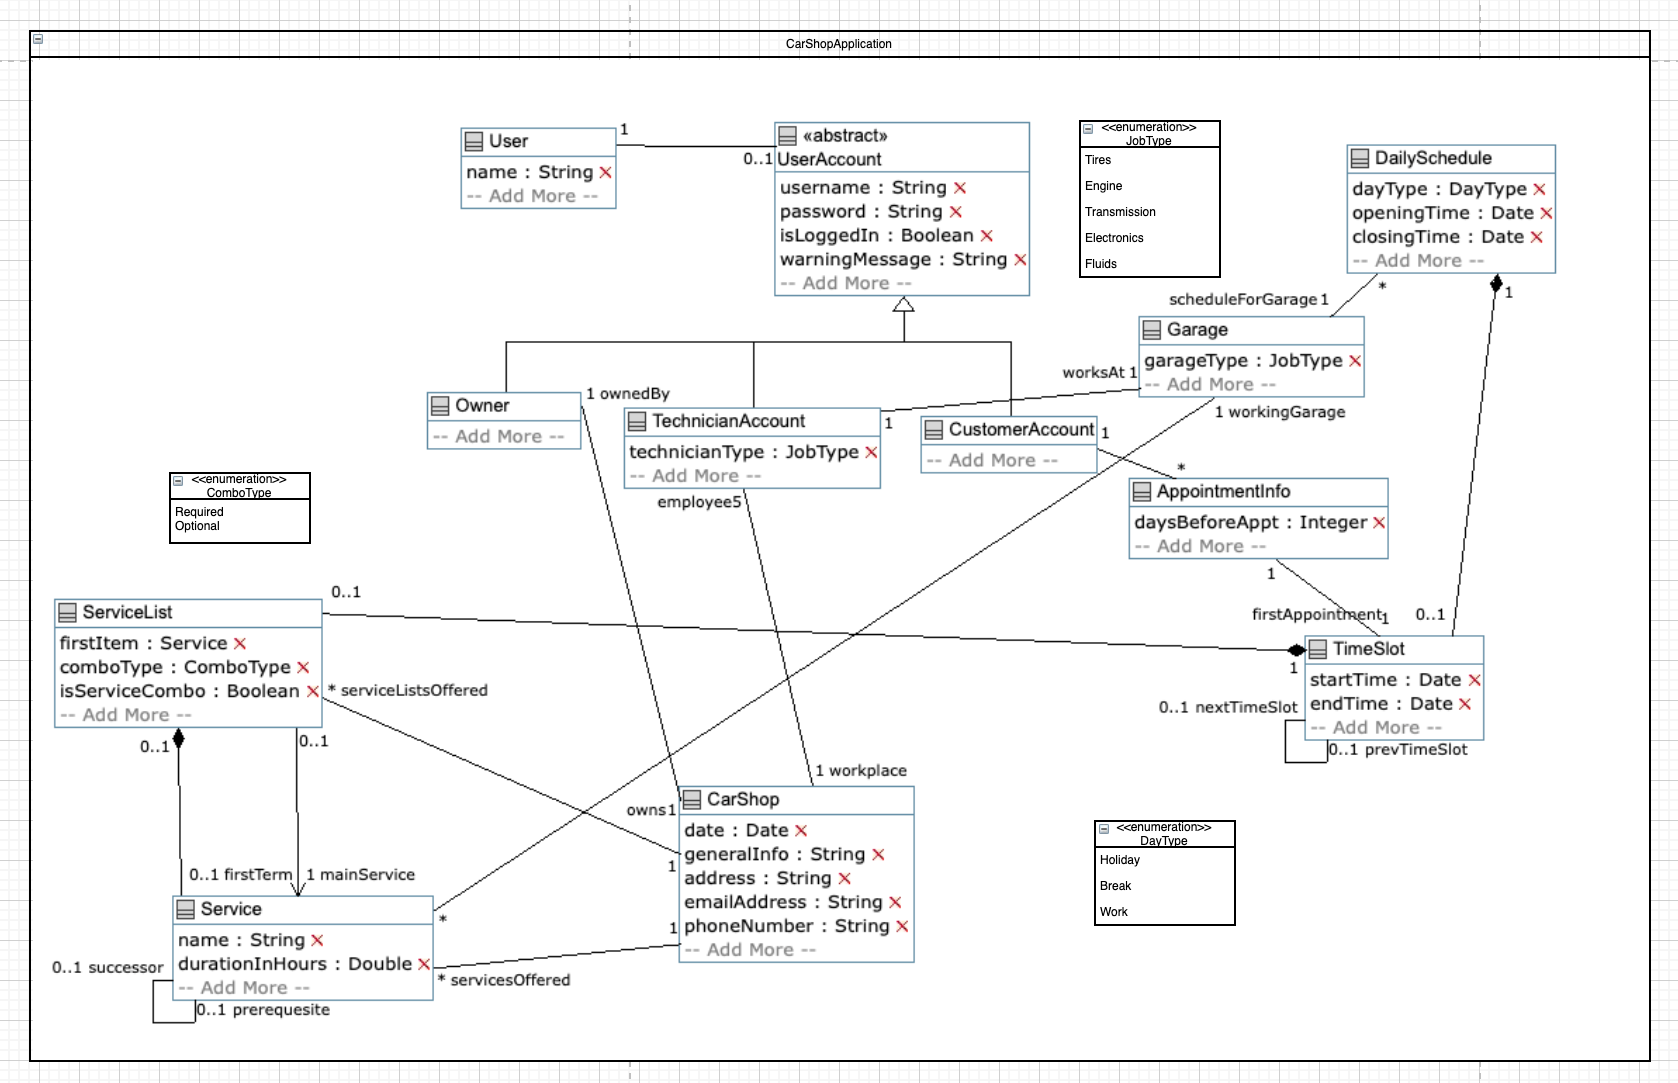 CarShopApplication
User
name : String
-- Add More --
1
0..1
«abstract»
UserAccount
username : String
password : String
isLoggedIn : Boolean
warningMessage : String
-- Add More --
<<enumeration>>
JobType
Tires
Engine
Transmission
Electronics
Fluids
DailySchedule
dayType : DayType
openingTime : Date
closingTime : Date
-- Add More --
*
1
scheduleForGarage 1
Garage
garageType : JobType
-- Add More --
worksAt 1
1 workingGarage
Owner
-- Add More --
1 ownedBy
TechnicianAccount
technicianType : JobType
-- Add More --
1
employee5
CustomerAccount
-- Add More --
1
*
AppointmentInfo
daysBeforeAppt : Integer
-- Add More --
1
firstAppointment1
0..1
<<enumeration>>
ComboType
Required
Optional
0..1
ServiceList
firstItem : Service
comboType : ComboType
isServiceCombo : Boolean
-- Add More --
* serviceListsOffered
0..1
0..1
TimeSlot
startTime : Date
endTime : Date
-- Add More --
1
0..1 nextTimeSlot
0..1 prevTimeSlot
1 workplace
owns1
CarShop
date : Date
generalInfo : String
address : String
emailAddress : String
phoneNumber : String
-- Add More --
1
1
<<enumeration>>
DayType
Holiday
Break
Work
0..1 firstTerm
1 mainService
Service
name : String
durationInHours : Double
-- Add More --
*
* servicesOffered
0..1 successor
0..1 prerequesite